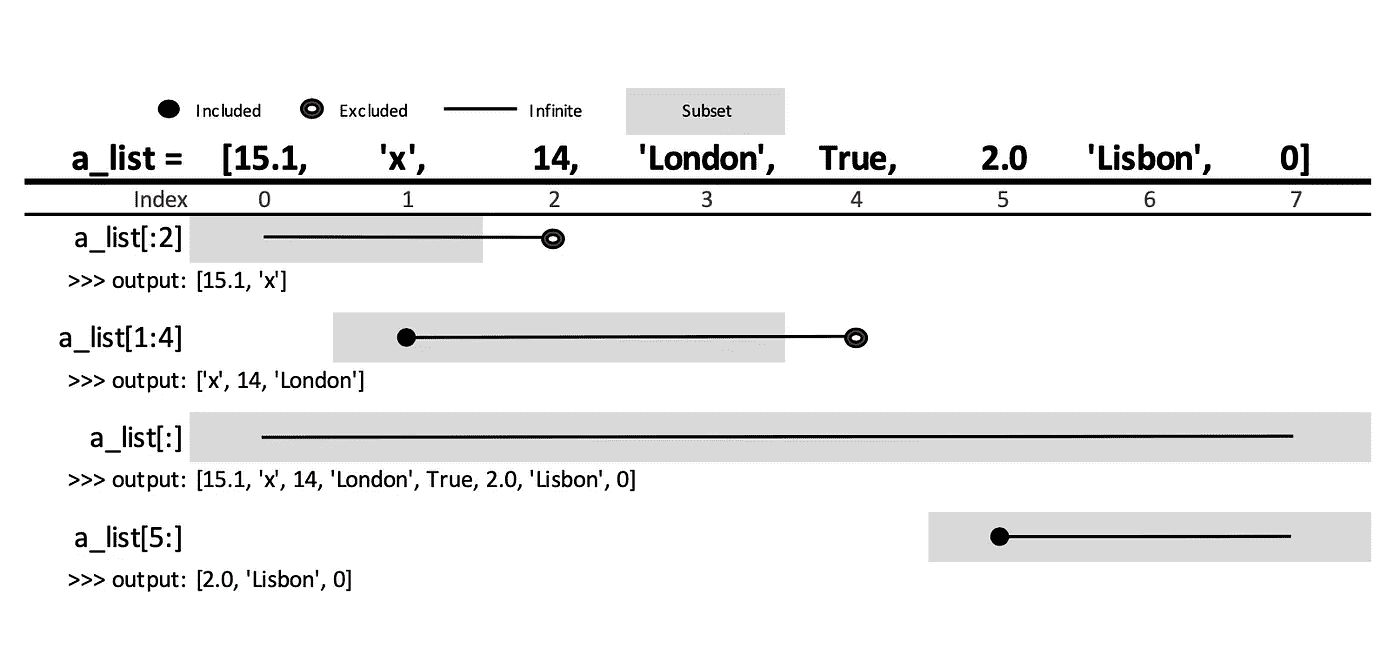 Included Excluded Infinite Subset
a_list = [15.1, 'x', 14, 'London', True, 2.0 'Lisbon', 0]
Index 0 1 2 3 4 5 6 7
a_list[:2]
>>> output: [15.1, 'x']
a_list[1:4]
>>> output: ['x', 14, 'London']
a_list[:]
>>> output: [15.1, 'x', 14, 'London', True, 2.0, 'Lisbon', 0]
a_list[5:]
>>> output: [2.0, 'Lisbon', 0]